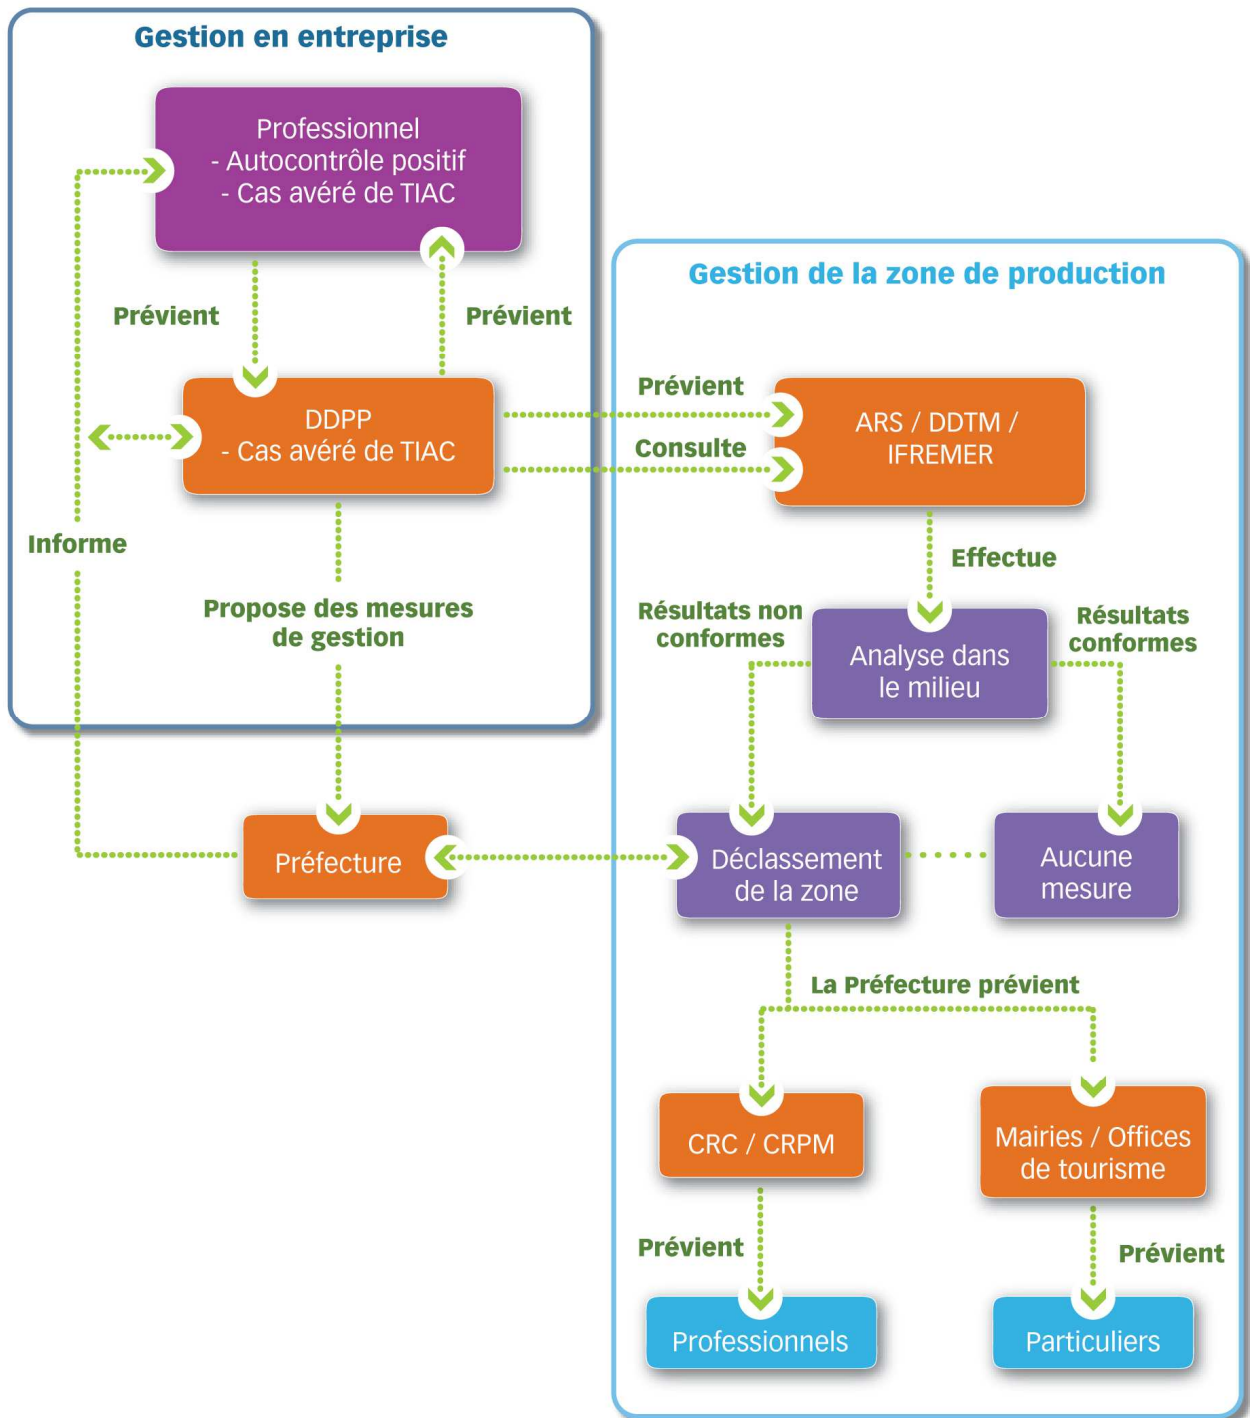 Gestion en entreprise
Professionnel
- Autocontrôle positif
- Cas avéré de TIAC
Prévient
Prévient
DDPP
- Cas avéré de TIAC
Informe
Propose des mesures
de gestion
Préfecture
Gestion de la zone de production
Prévient
Consulte
ARS / DDTM /
IFREMER
Effectue
Résultats non
conformes
Résultats
conformes
Analyse dans
le milieu
Déclassement
de la zone
Aucune
mesure
La Préfecture prévient
CRC / CRPM
Mairies / Offices
de tourisme
Prévient
Prévient
Professionnels
Particuliers